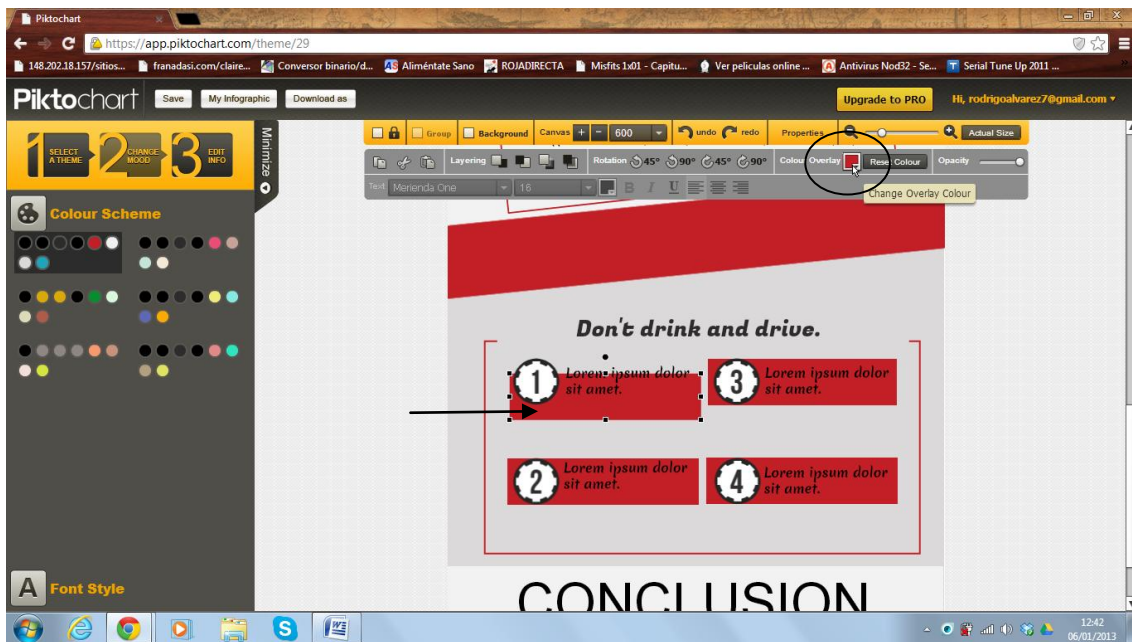 Piktochart
https://app.piktochart.com/theme/29
148.202.18.157/sitios... franadasi.com/claire... Conversor binario/d... Aliméntate Sano ROJADIRECTA Misfits 1x01 - Capitu... Ver peliculas online ... Antivirus Nod32 - Se... Serial Tune Up 2011 ...
Piktochart Save My Infographic Download as Upgrade to PRO Hi, rodrigoalvarez7@gmail.com
1 SELECT A THEME 2 CHANGE MOOD 3 EDIT INFO
Minimize
Group Background Canvas + - 600 undo redo Properties Actual Size
Layering Rotation 45° 90° 45° 90° Colour Overlay Reset Colour Opacity
Text Merienda One 16 B I U
Change Overlay Colour
Colour Scheme
Don't drink and drive.
1 Lorem ipsum dolor
sit amet.
3 Lorem ipsum dolor
sit amet.
2 Lorem ipsum dolor
sit amet.
4 Lorem ipsum dolor
sit amet.
CONCLUSION
A Font Style
12:42
06/01/2013